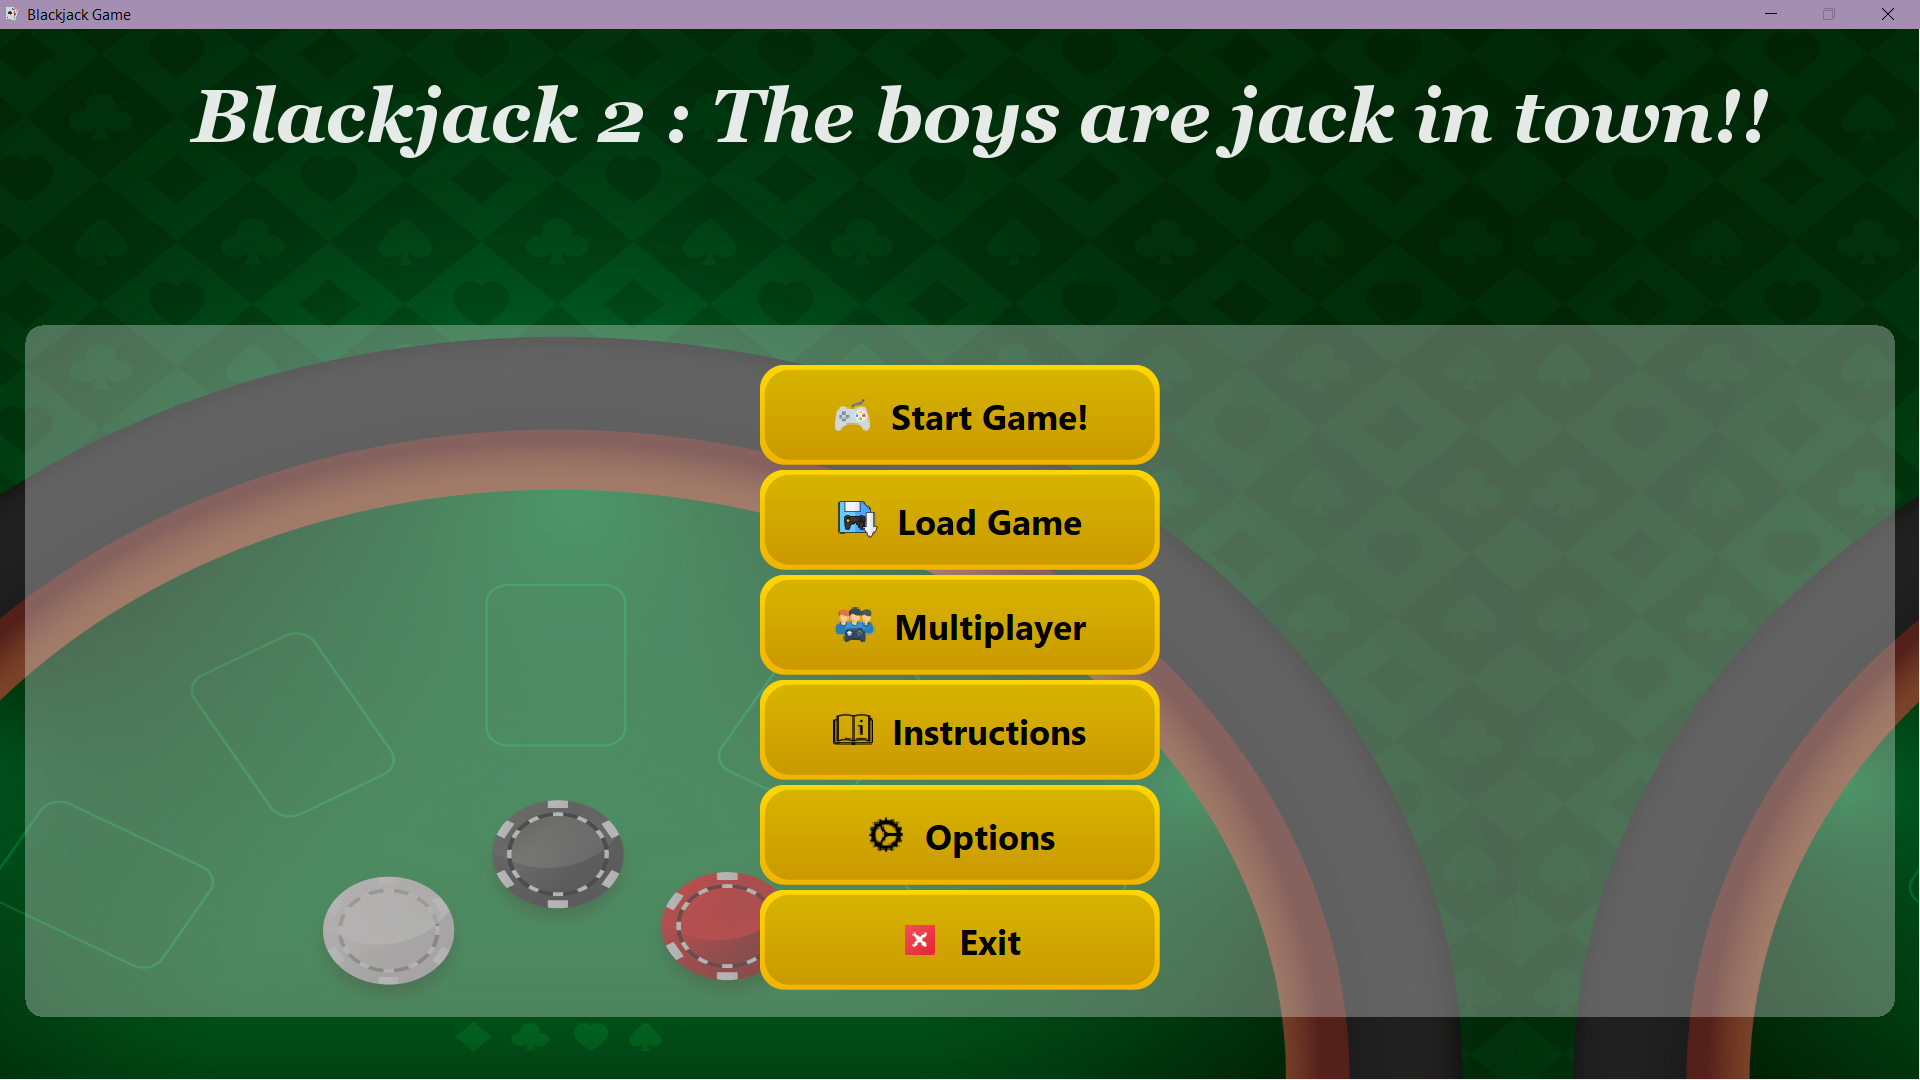 Blackjack Game
Blackjack 2 : The boys are jack in town!!
Start Game!
Load Game
Multiplayer
Instructions
Options
Exit